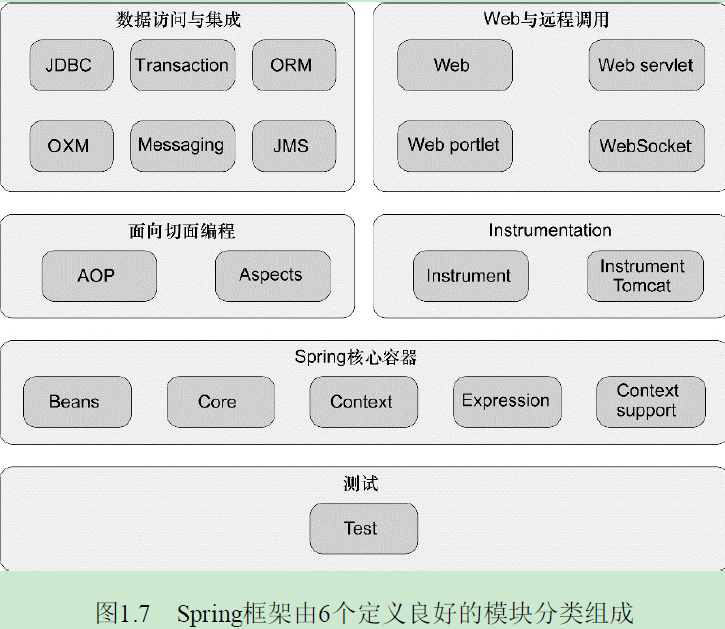 数据访问与集成
JDBC
Transaction
ORM
OXM
Messaging
JMS
Web与远程调用
Web
Web servlet
Web portlet
WebSocket
面向切面编程
AOP
Aspects
Instrumentation
Instrument
Instrument
Tomcat
Spring核心容器
Beans
Core
Context
Expression
Context
support
测试
Test
图1.7 Spring框架由6个定义良好的模块分类组成